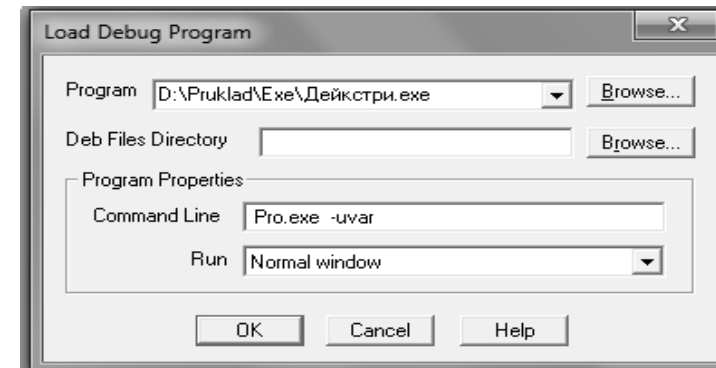 Load Debug Program
Program D:\Pruklad\Exe\Дейкстри.exe Browse...
Deb Files Directory Browse...
Program Properties
Command Line Pro.exe -uvar
Run Normal window
OK Cancel Help